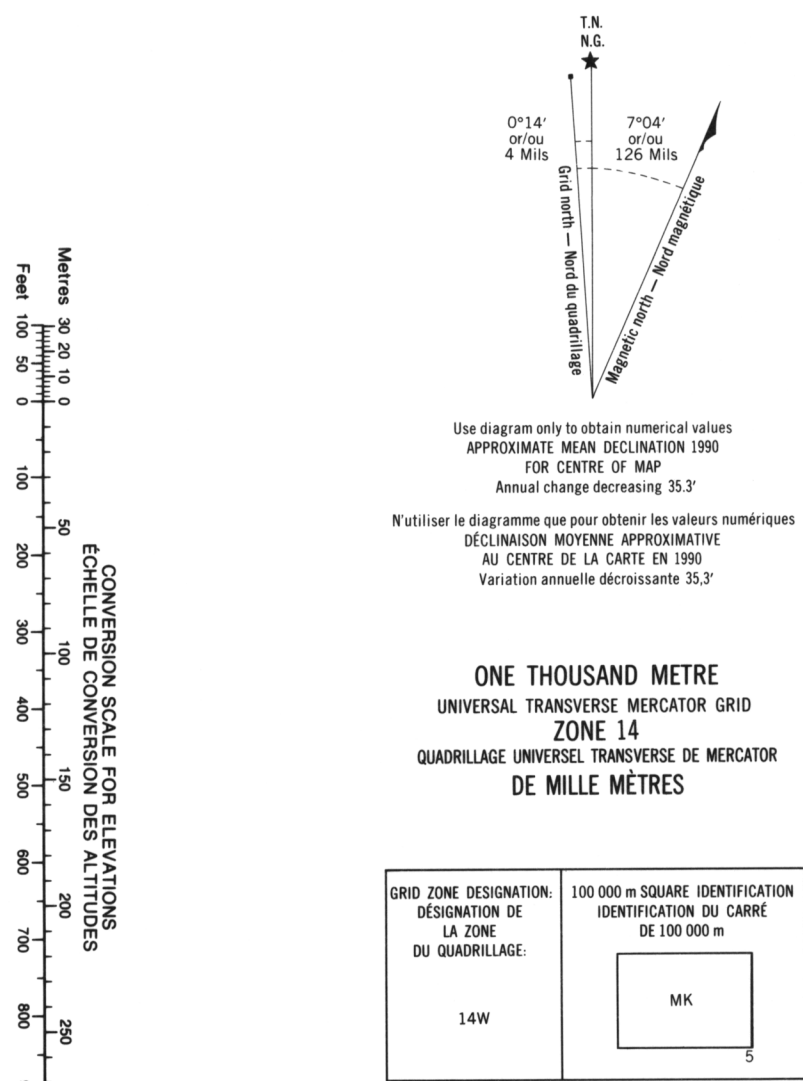 T.N.
N.G.
0°14′
or/ou
4 Mils
7°04′
or/ou
126 Mils
Grid north — Nord du quadrillage
Magnetic north — Nord magnétique
Use diagram only to obtain numerical values
APPROXIMATE MEAN DECLINATION 1990
FOR CENTRE OF MAP
Annual change decreasing 35.3′
N'utiliser le diagramme que pour obtenir les valeurs numériques
DÉCLINAISON MOYENNE APPROXIMATIVE
AU CENTRE DE LA CARTE EN 1990
Variation annuelle décroissante 35,3′
CONVERSION SCALE FOR ELEVATIONS
ÉCHELLE DE CONVERSION DES ALTITUDES
Metres 30 20 10 0 50 100 150 200 250
Feet 100 50 0 100 200 300 400 500 600 700 800
ONE THOUSAND METRE
UNIVERSAL TRANSVERSE MERCATOR GRID
ZONE 14
QUADRILLAGE UNIVERSEL TRANSVERSE DE MERCATOR
DE MILLE MÈTRES
GRID ZONE DESIGNATION:
DÉSIGNATION DE
LA ZONE
DU QUADRILLAGE:
14W
100 000 m SQUARE IDENTIFICATION
IDENTIFICATION DU CARRÉ
DE 100 000 m
MK
5